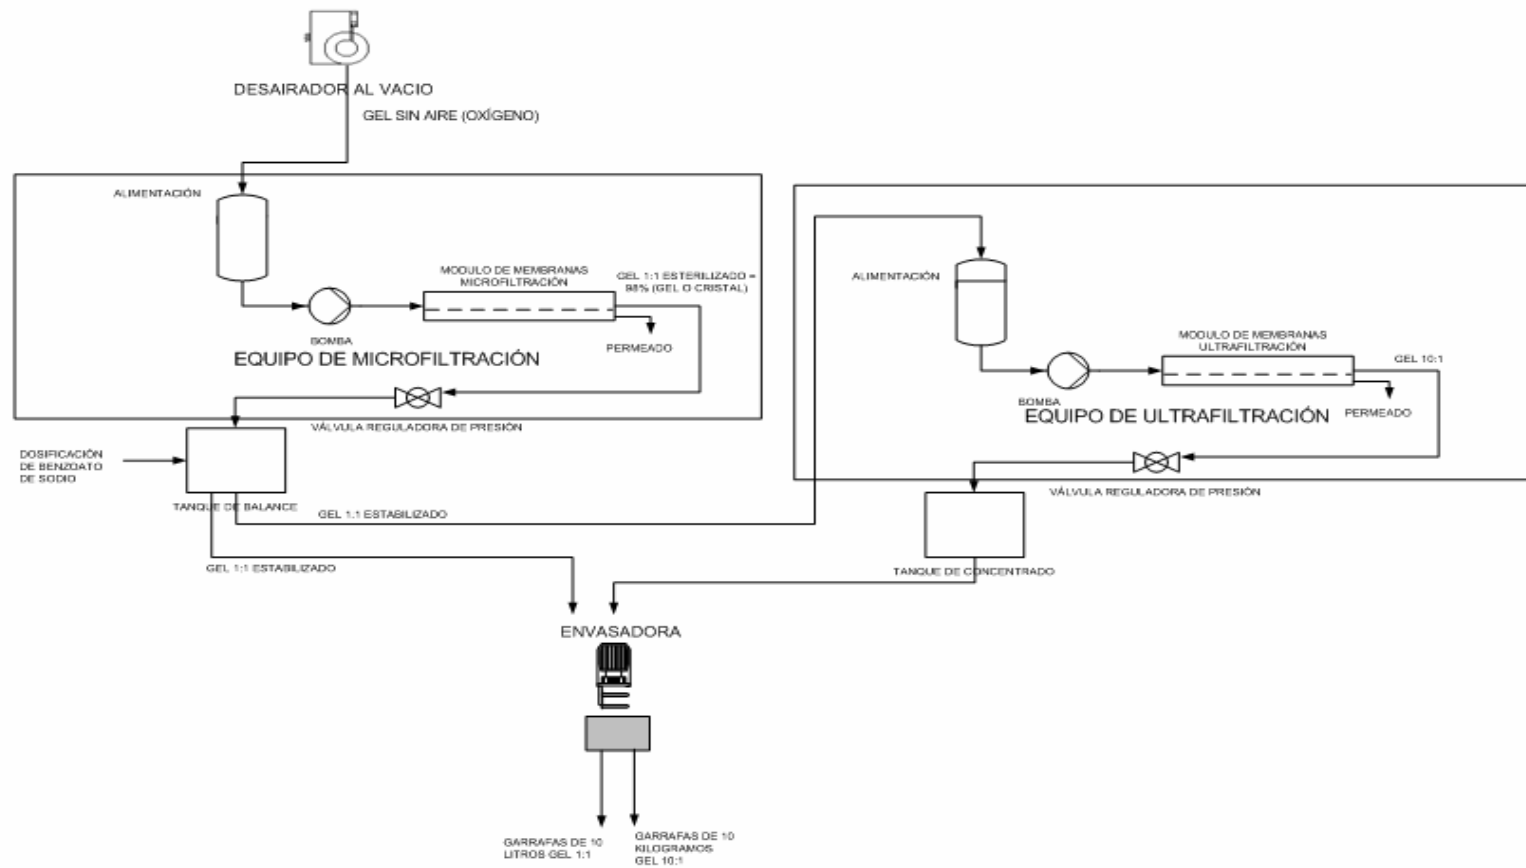 DESAIRADOR AL VACIO
GEL SIN AIRE (OXÍGENO)
ALIMENTACIÓN
MODULO DE MEMBRANAS
MICROFILTRACIÓN
GEL 1:1 ESTERILIZADO =
98% (GEL O CRISTAL)
BOMBA
PERMEADO
EQUIPO DE MICROFILTRACIÓN
VÁLVULA REGULADORA DE PRESIÓN
DOSIFICACIÓN
DE BENZOATO
DE SODIO
TANQUE DE BALANCE
GEL 1:1 ESTABILIZADO
GEL 1:1 ESTABILIZADO
ALIMENTACIÓN
MODULO DE MEMBRANAS
ULTRAFILTRACIÓN
GEL 10:1
BOMBA
PERMEADO
EQUIPO DE ULTRAFILTRACIÓN
VÁLVULA REGULADORA DE PRESIÓN
TANQUE DE CONCENTRADO
ENVASADORA
GARRAFAS DE 10
LITROS GEL 1:1
GARRAFAS DE 10
KILOGRAMOS
GEL 10:1